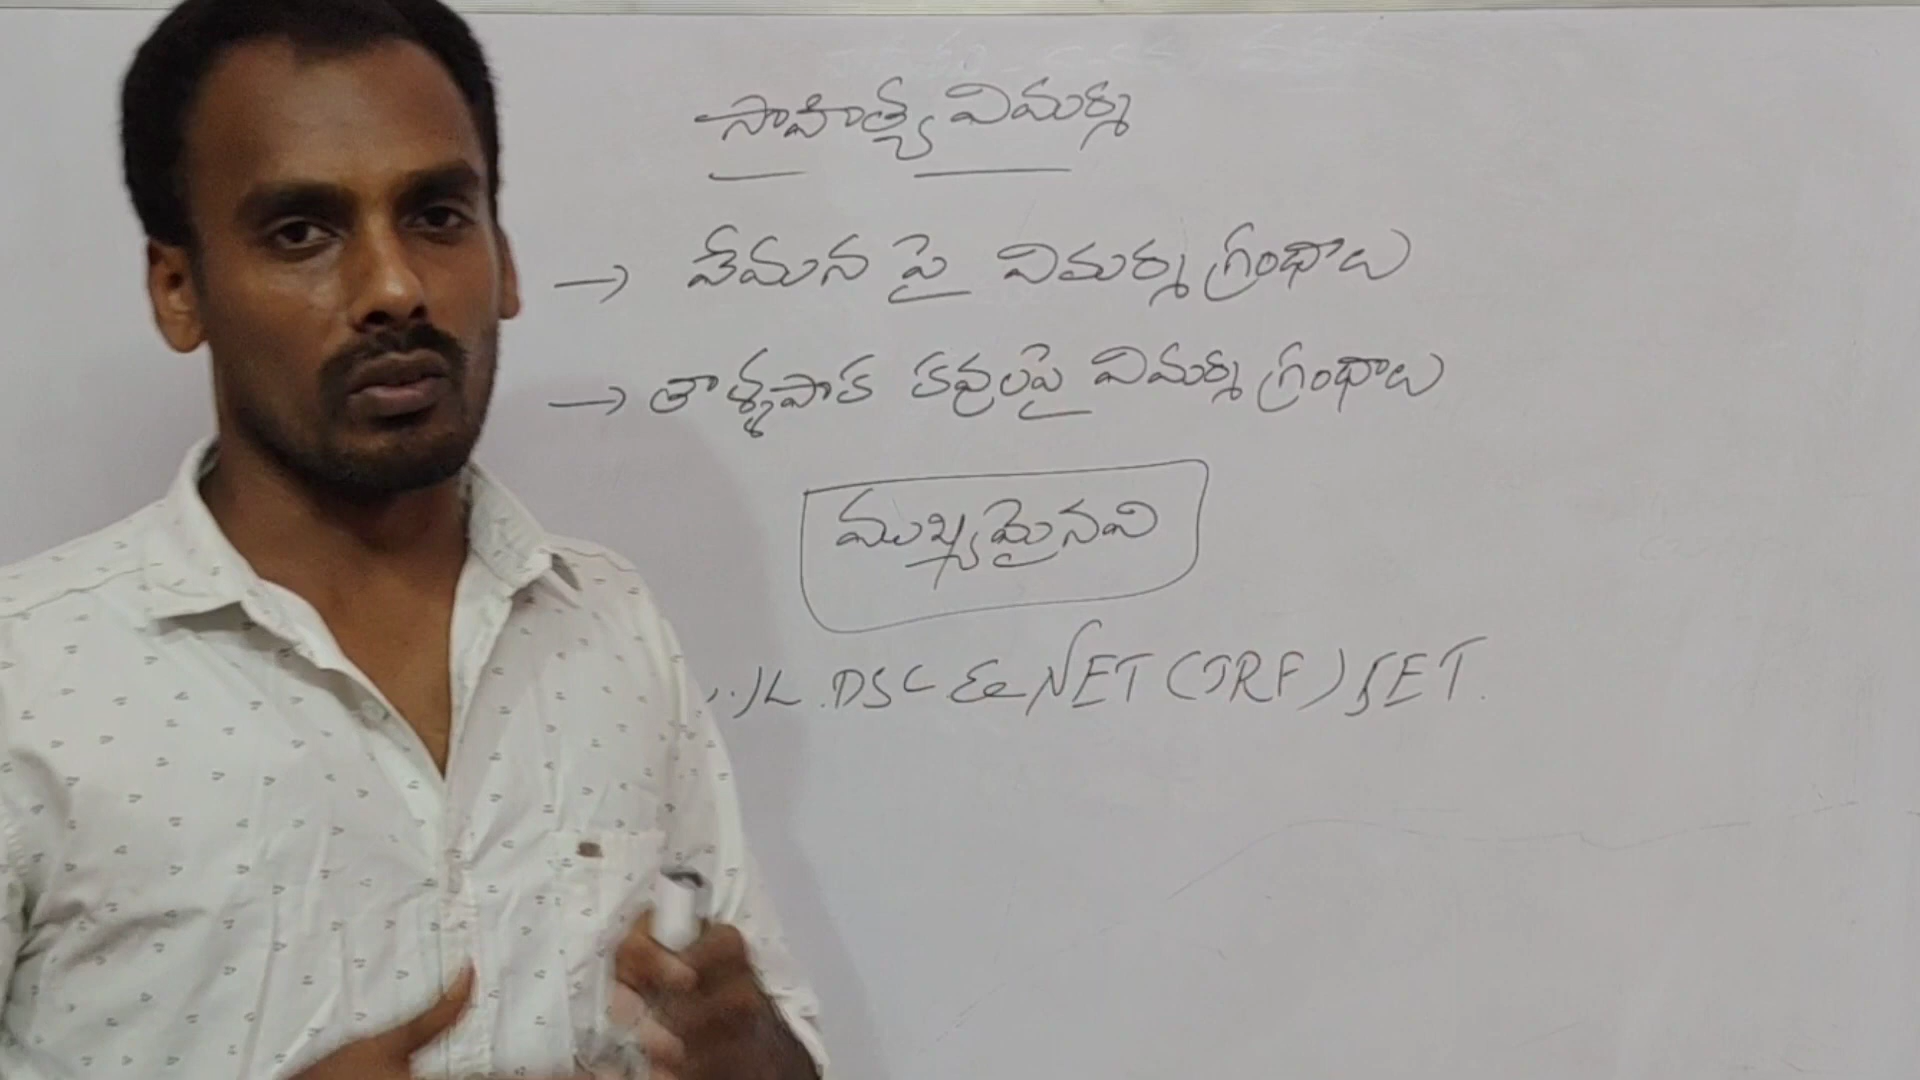 సాహిత్య విమర్శ
→ వేమన పై విమర్శ గ్రంథాలు
→ తాళ్ళపాక కవులపై విమర్శ గ్రంథాలు
ముఖ్యమైనవి
JL. DSC & NET (JRF) SET.